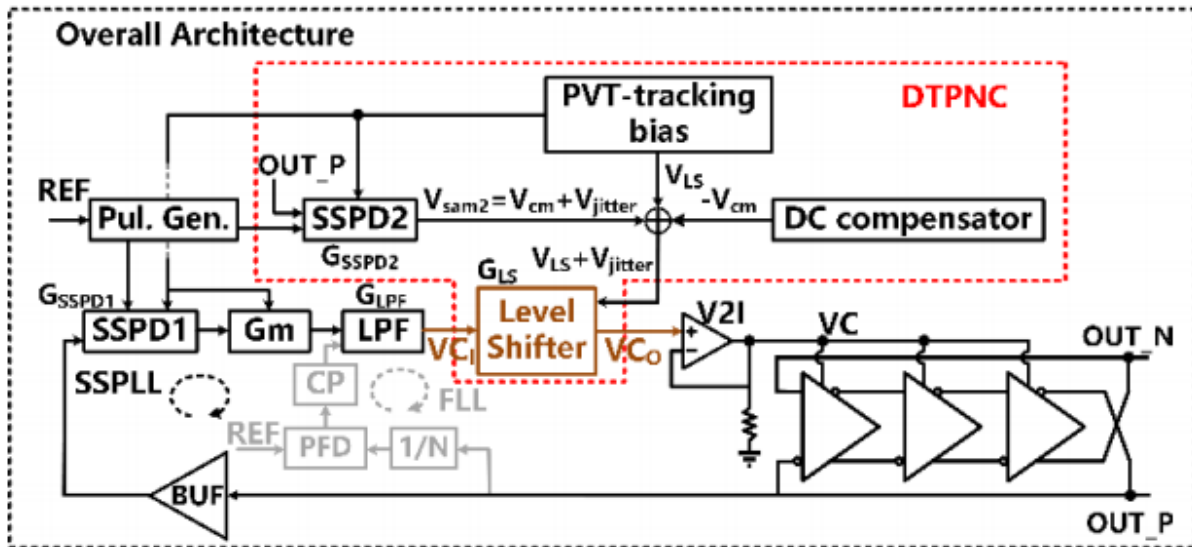 Overall Architecture
PVT-tracking
bias
DTPNC
OUT_P
REF
Pul. Gen.
SSPD2
V_sam2=V_cm+V_jitter
V_LS
-V_cm
DC compensator
G_SSPD2
V_LS+V_jitter
G_SSPD1
G_LPF
G_LS
SSPD1
Gm
LPF
Level
Shifter
VC_I
VC_O
V2I
+
−
VC
OUT_N
SSPLL
CP
FLL
REF
PFD
1/N
BUF
OUT_P